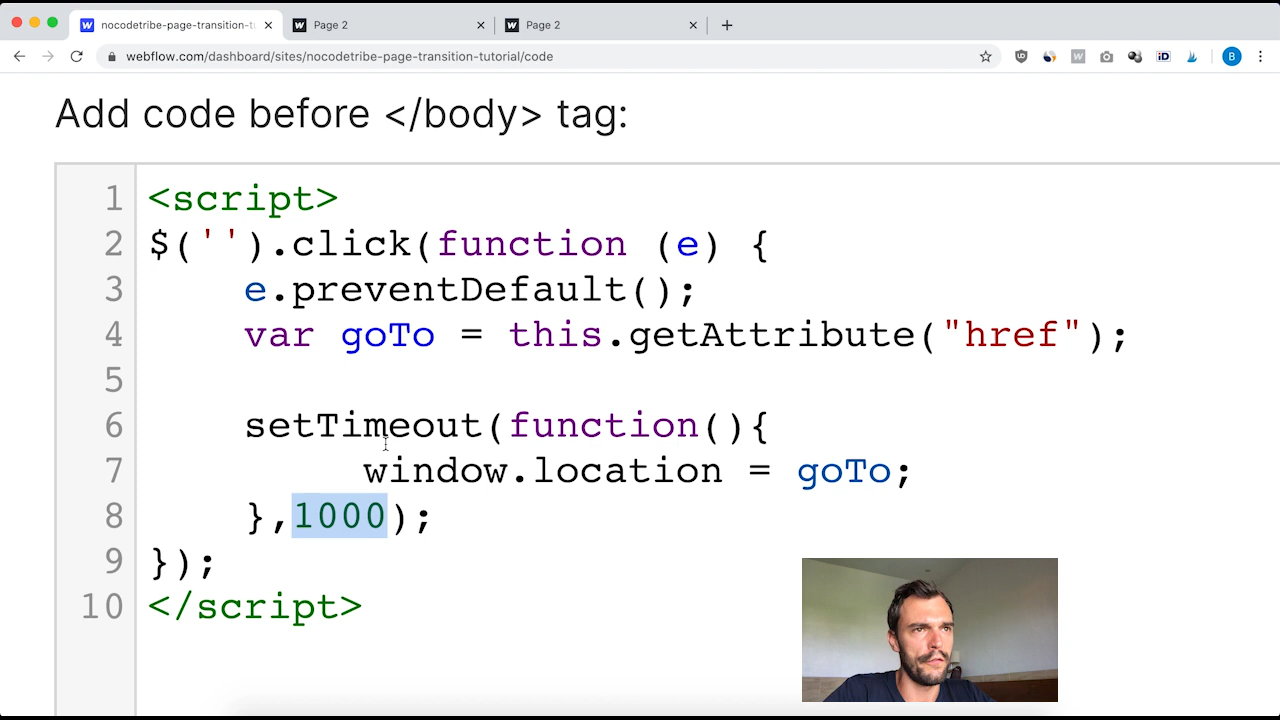 nocodetribe-page-transition-t
Page 2
Page 2
webflow.com/dashboard/sites/nocodetribe-page-transition-tutorial/code
B
Add code before </body> tag:
1 <script>
2 $('').click(function (e) {
3 e.preventDefault();
4 var goTo = this.getAttribute("href");
5
6 setTimeout(function(){
7 window.location = goTo;
8 },1000);
9 });
10 </script>